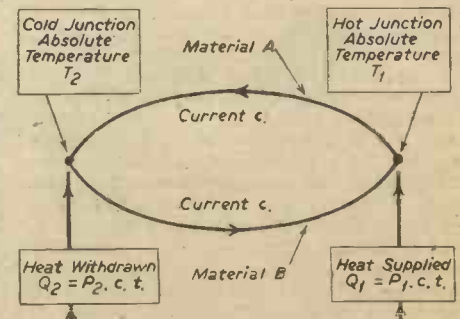 Cold Junction
Absolute
Temperature
T₂
Material A
Hot Junction
Absolute
Temperature
T₁
Current c.
Current c.
Heat Withdrawn
Q₂ = P₂. c. t.
Material B
Heat Supplied
Q₁ = P₁. c. t.